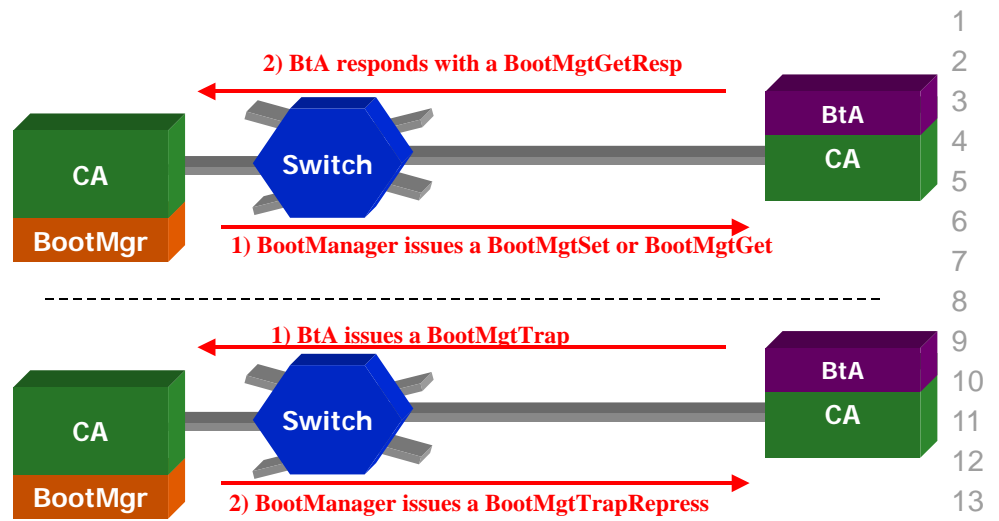 1
2) BtA responds with a BootMgtGetResp
2
3
BtA
4
Switch
CA
CA
5
BootMgr
6
1) BootManager issues a BootMgtSet or BootMgtGet
7
8
1) BtA issues a BootMgtTrap
9
BtA
10
Switch
CA
11
CA
12
BootMgr
2) BootManager issues a BootMgtTrapRepress
13